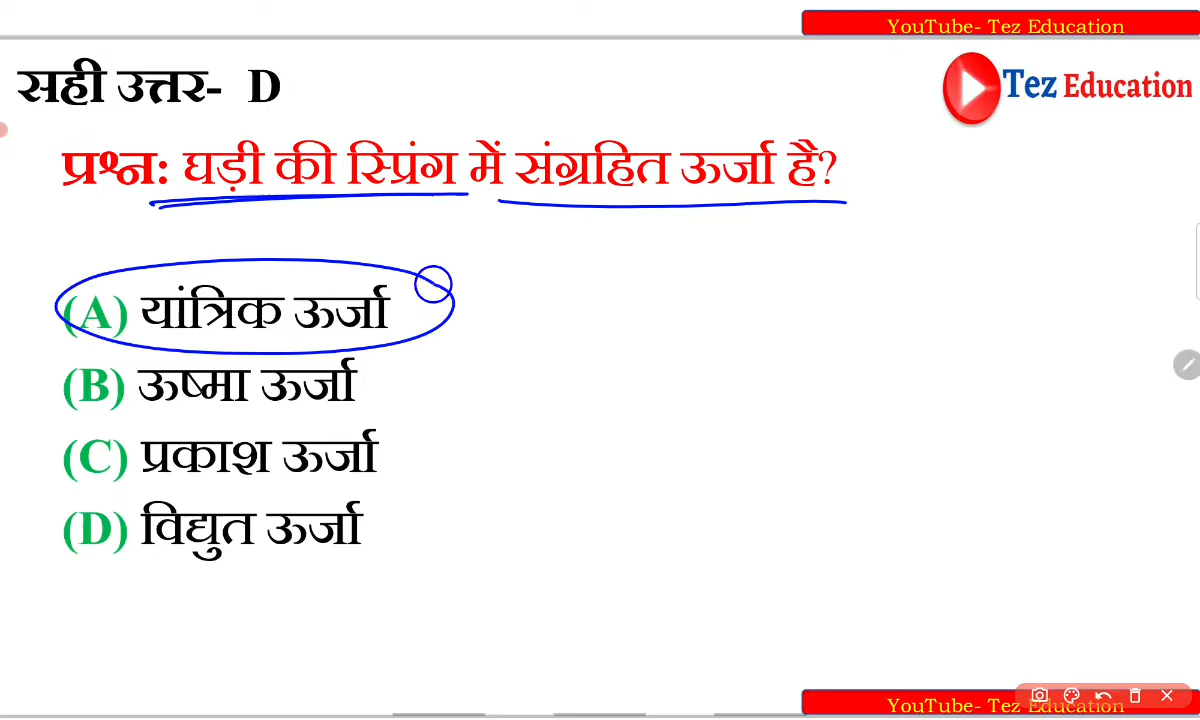 YouTube- Tez Education
सही उत्तर- D
Tez Education
प्रश्न: घड़ी की स्प्रिंग में संग्रहित ऊर्जा है?
(A) यांत्रिक ऊर्जा
(B) ऊष्मा ऊर्जा
(C) प्रकाश ऊर्जा
(D) विद्युत ऊर्जा
YouTube- Tez Education